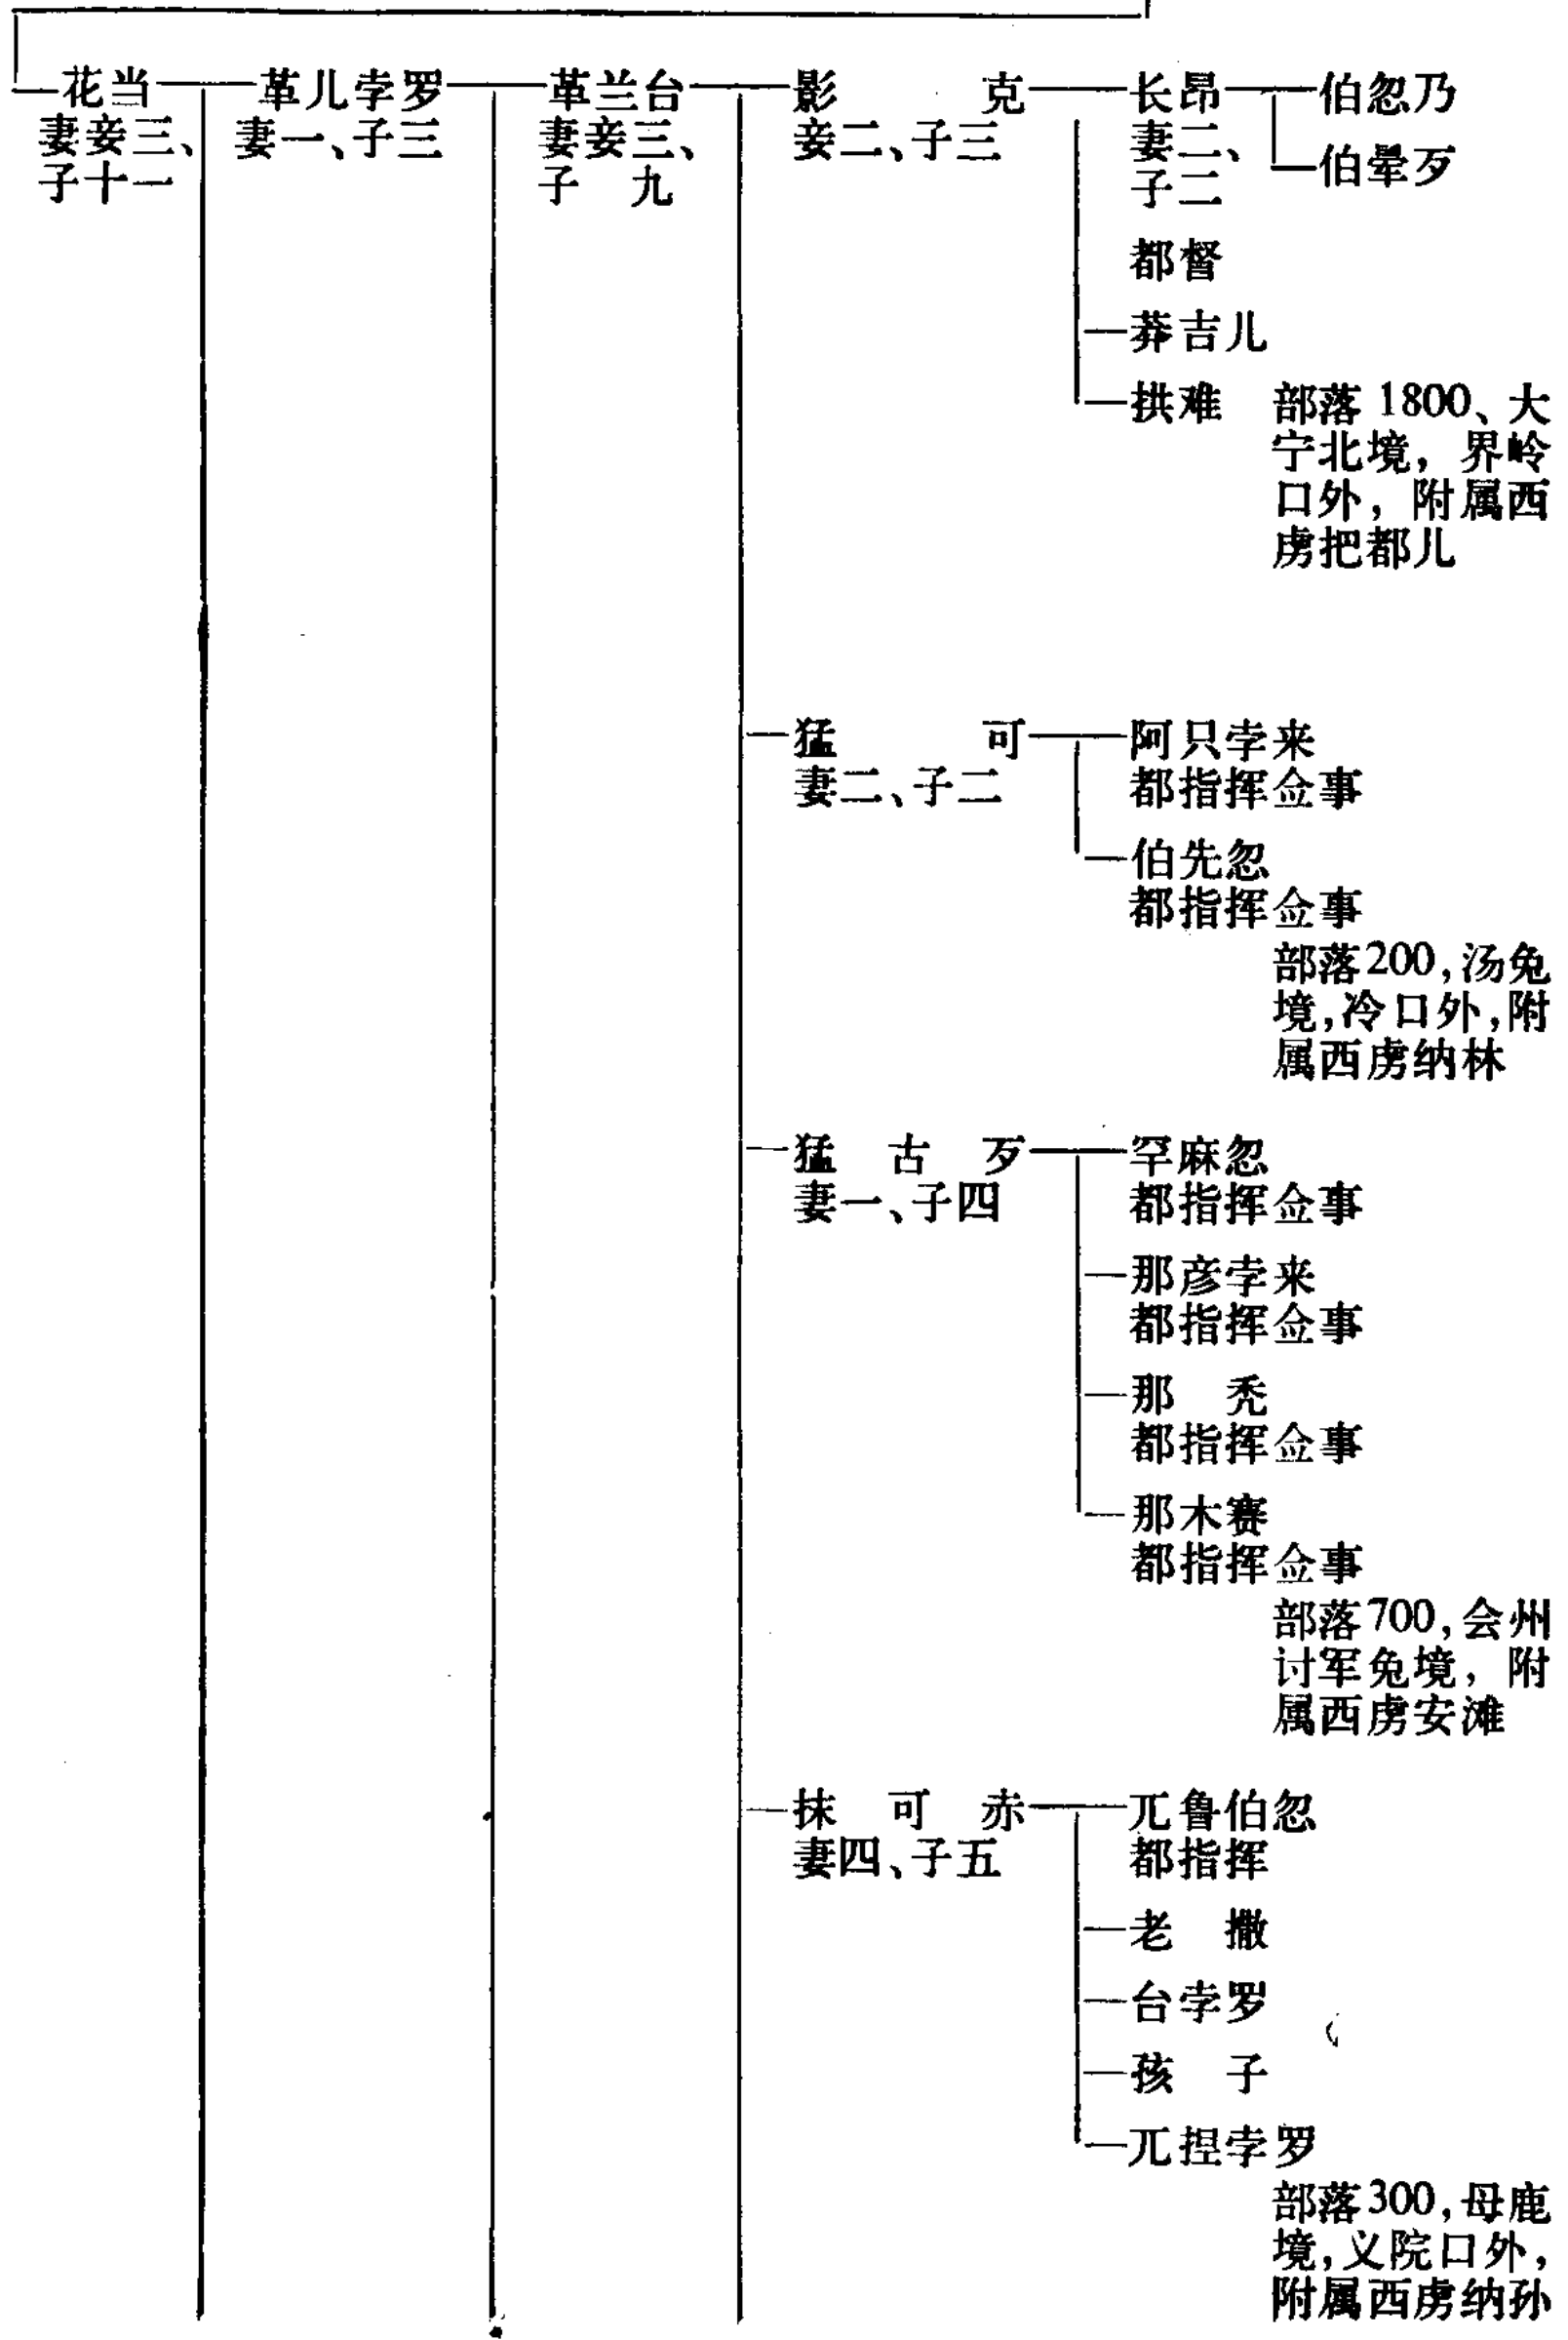 花当 革儿孛罗 革兰台 影克 长昂 伯忽乃
妻妾三、 妻一、子三 妻妾三、 妾二、子三 妻二、 伯晕歹
子十一 子九 子二
都督
莽吉儿
拱难 部落 1800、大
宁北境，界岭
口外，附属西
虏把都儿
猛可 阿只孛来
妻二、子二 都指挥佥事
伯先忽
都指挥佥事
部落200,汤兔
境,冷口外,附
属西虏纳林
猛古歹 罕麻忽
妻一、子四 都指挥佥事
那彦孛来
都指挥佥事
那秃
都指挥佥事
那木赛
都指挥佥事
部落700,会州
讨军兔境，附
属西虏安滩
抹可赤 兀鲁伯忽
妻四、子五 都指挥
老撒
台孛罗
孩子
兀捏孛罗
部落300,母鹿
境,义院口外,
附属西虏纳孙